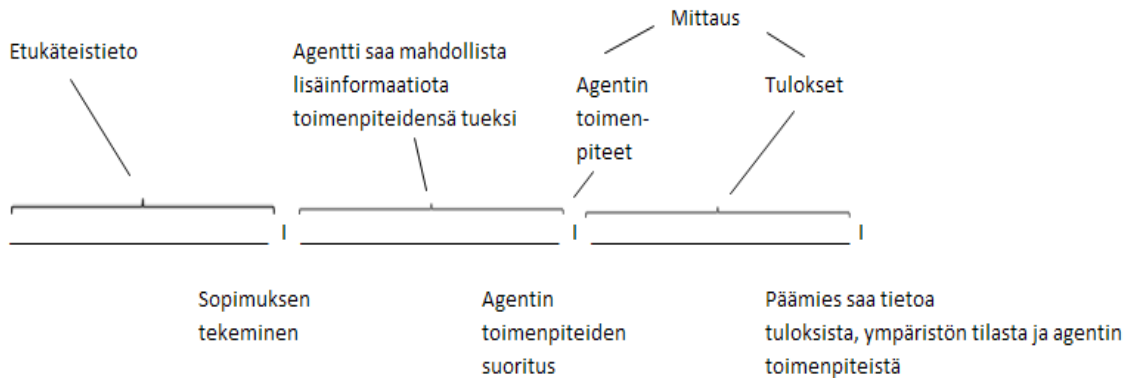 Mittaus
Etukäteistieto
Agentti saa mahdollista
lisäinformaatiota
toimenpiteidensä tueksi
Agentin
toimen-
piteet
Tulokset
Sopimuksen
tekeminen
Agentin
toimenpiteiden
suoritus
Päämies saa tietoa
tuloksista, ympäristön tilasta ja agentin
toimenpiteistä